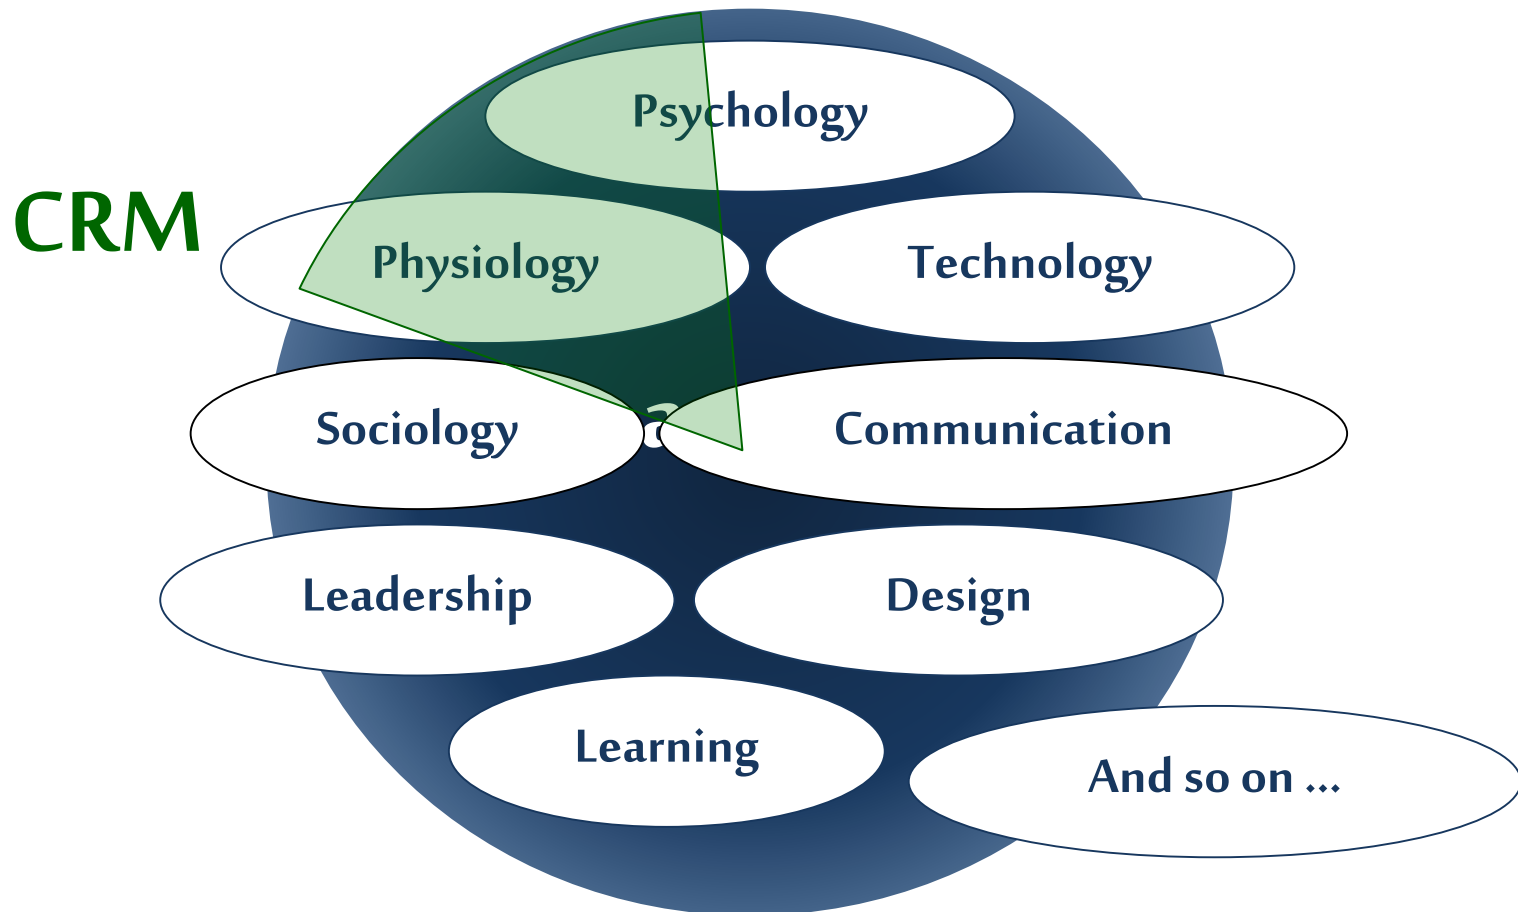 Psychology
CRM
Physiology
Technology
Sociology
Communication
Leadership
Design
Learning
And so on ...